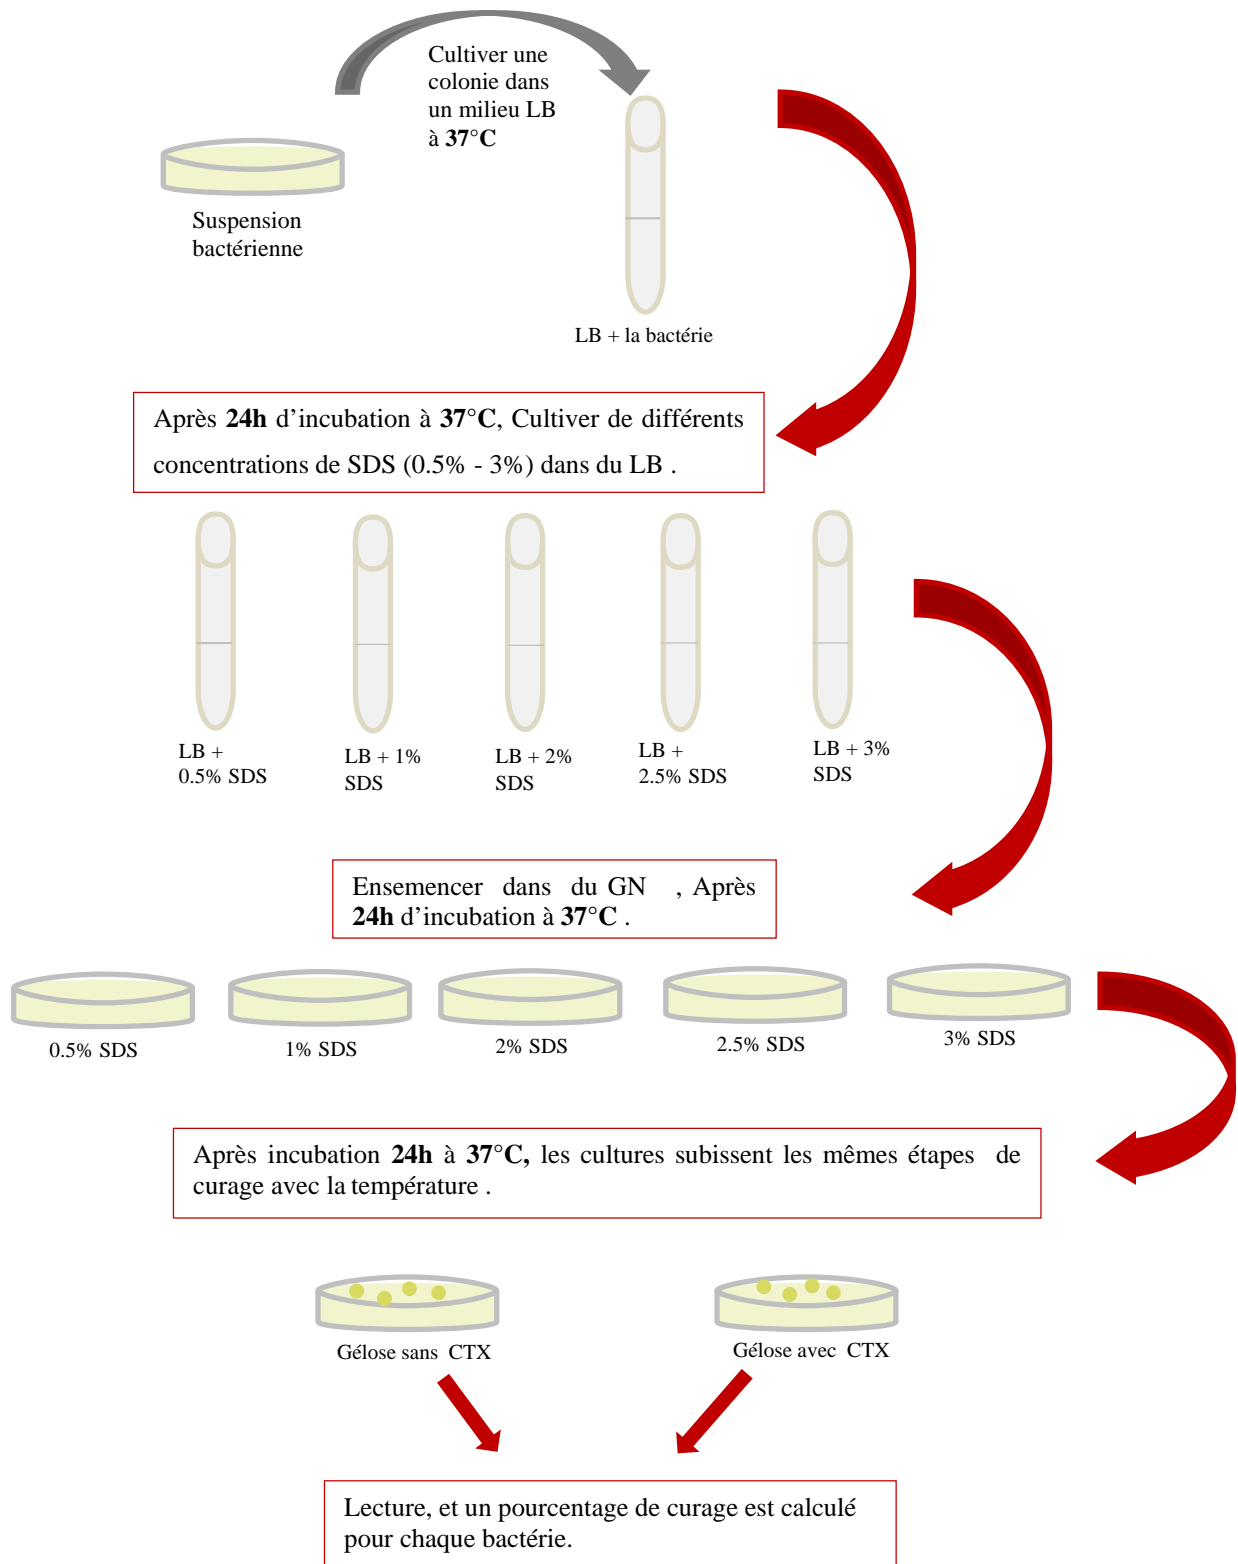 Cultiver une
colonie dans
un milieu LB
à 37°C
Suspension
bactérienne
LB + la bactérie
Après 24h d’incubation à 37°C, Cultiver de différents
concentrations de SDS (0.5% - 3%) dans du LB .
LB +
0.5% SDS
LB + 1%
SDS
LB + 2%
SDS
LB +
2.5% SDS
LB + 3%
SDS
Ensemencer dans du GN , Après
24h d’incubation à 37°C .
0.5% SDS
1% SDS
2% SDS
2.5% SDS
3% SDS
Après incubation 24h à 37°C, les cultures subissent les mêmes étapes de
curage avec la température .
Gélose sans CTX
Gélose avec CTX
Lecture, et un pourcentage de curage est calculé
pour chaque bactérie.